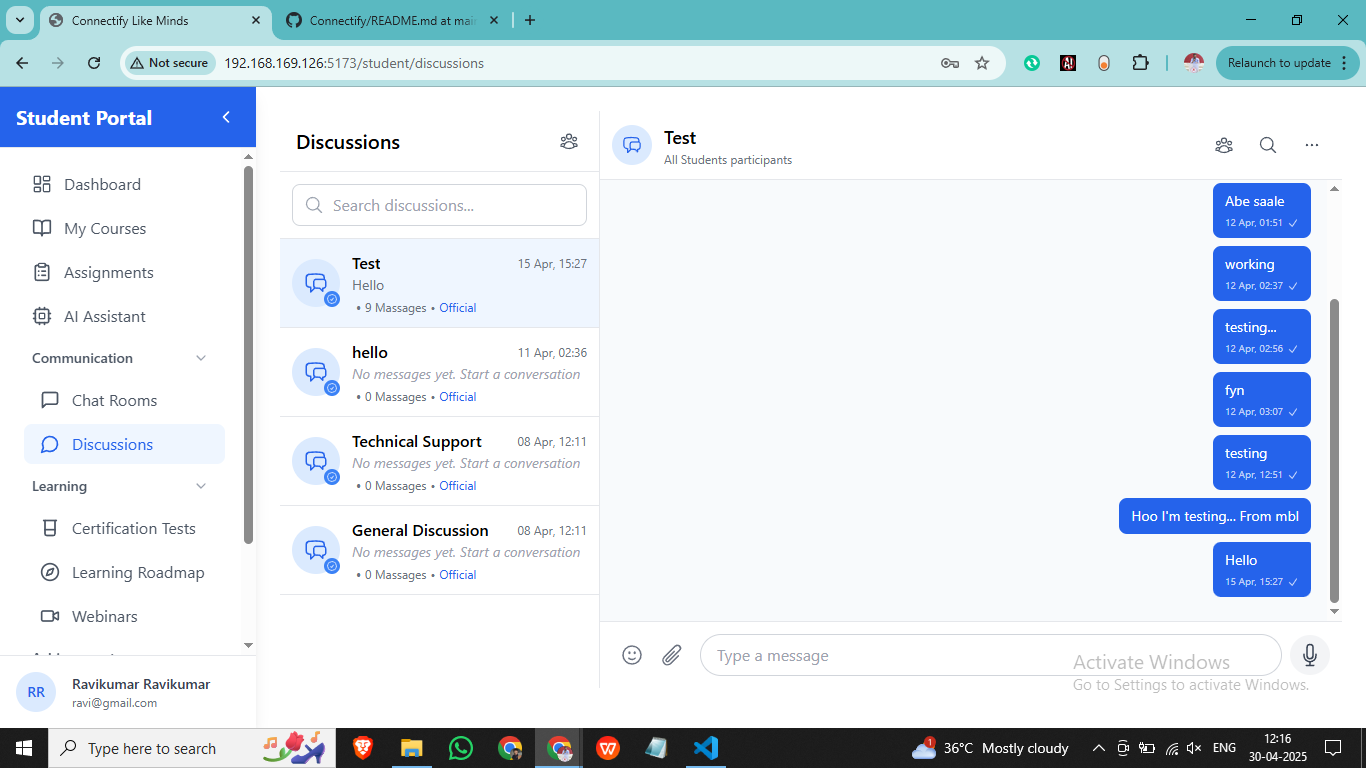 Connectify Like Minds
Connectify/README.md at mai
Not secure
192.168.169.126:5173/student/discussions
Relaunch to update
Student Portal
Dashboard
My Courses
Assignments
AI Assistant
Communication
Chat Rooms
Discussions
Learning
Certification Tests
Learning Roadmap
Webinars
RR
Ravikumar Ravikumar
ravi@gmail.com
Discussions
Search discussions...
Test 15 Apr, 15:27
Hello
• 9 Massages • Official
hello 11 Apr, 02:36
No messages yet. Start a conversation
• 0 Massages • Official
Technical Support 08 Apr, 12:11
No messages yet. Start a conversation
• 0 Massages • Official
General Discussion 08 Apr, 12:11
No messages yet. Start a conversation
• 0 Massages • Official
Test
All Students participants
Abe saale
12 Apr, 01:51 ✓
working
12 Apr, 02:37 ✓
testing...
12 Apr, 02:56 ✓
fyn
12 Apr, 03:07 ✓
testing
12 Apr, 12:51 ✓
Hoo I'm testing... From mbl
Hello
15 Apr, 15:27 ✓
Type a message
Activate Windows
Go to Settings to activate Windows.
Type here to search
1
36°C Mostly cloudy
ENG
12:16
30-04-2025